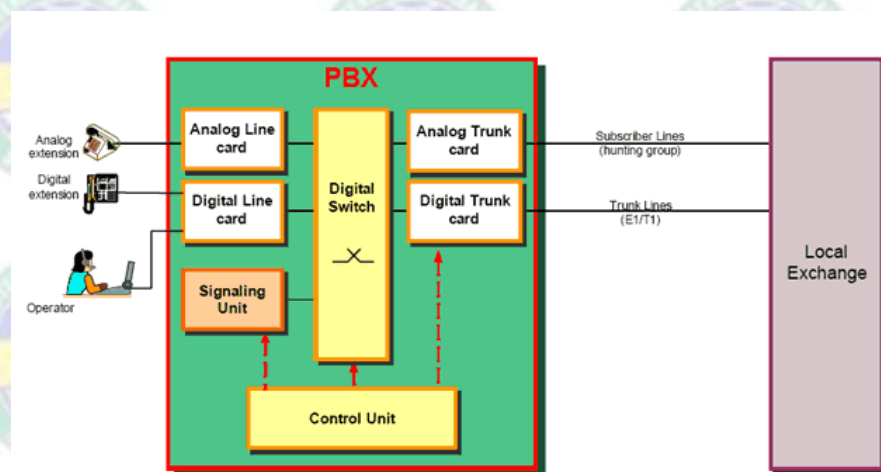 PBX
Analog
extension
Digital
extension
Operator
Analog Line
card
Digital Line
card
Signaling
Unit
Digital
Switch
Analog Trunk
card
Digital Trunk
card
Control Unit
Subscriber Lines
(hunting group)
Trunk Lines
(E1/T1)
Local
Exchange